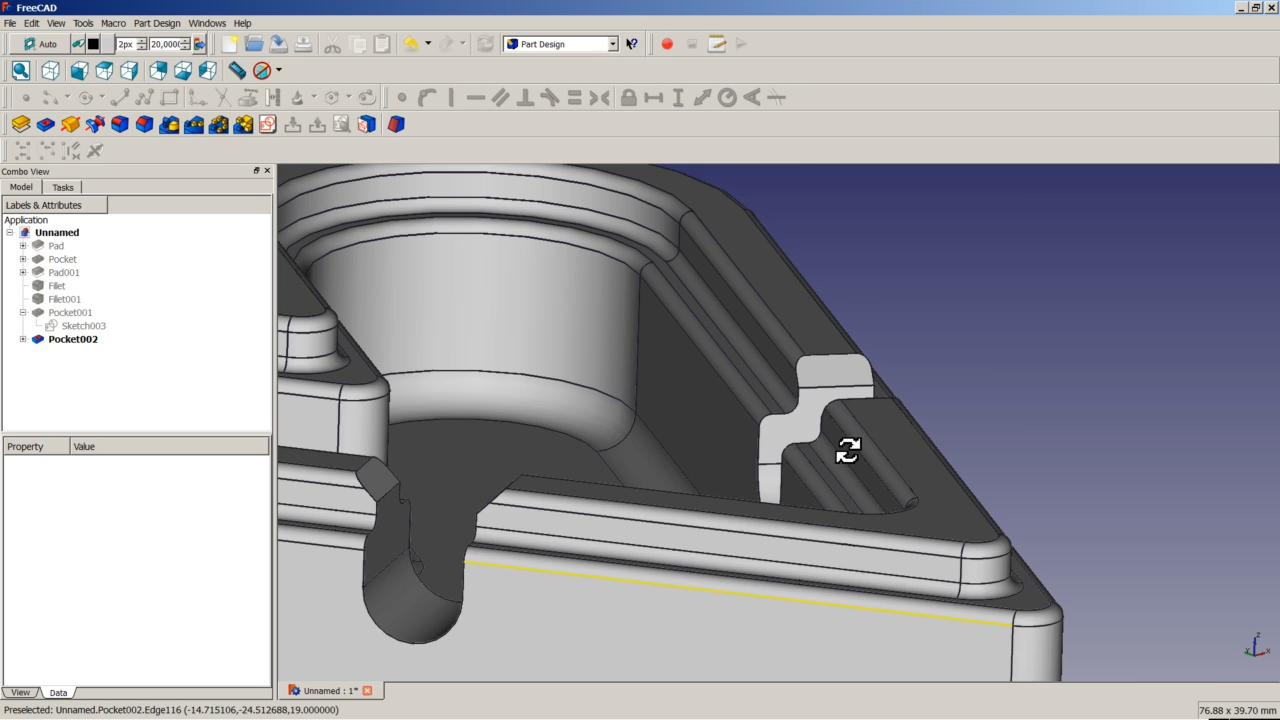 FreeCAD
File Edit View Tools Macro Part Design Windows Help
Auto 2px 20,000 Part Design
Combo View
Model Tasks
Labels & Attributes
Application
Unnamed
Pad
Pocket
Pad001
Fillet
Fillet001
Pocket001
Sketch003
Pocket002
Property Value
View Data
Unnamed : 1*
Z
Y X
Preselected: Unnamed.Pocket002.Edge116 (-14.715106,-24.512688,19.000000)
76.88 x 39.70 mm